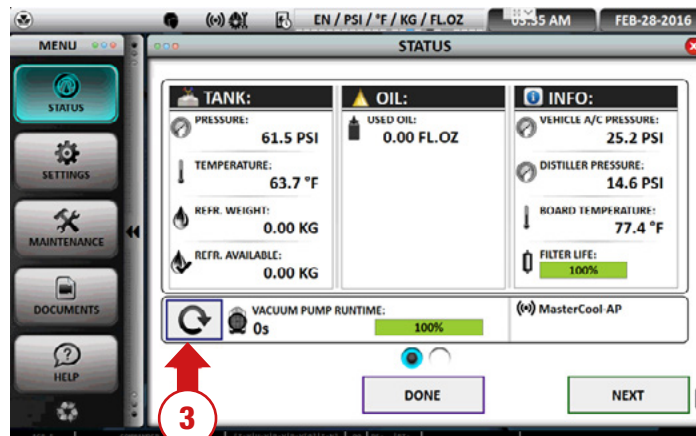 EN / PSI / °F / KG / FL.OZ
03:35 AM
FEB-28-2016
MENU
STATUS
STATUS
SETTINGS
MAINTENANCE
DOCUMENTS
HELP
TANK:
PRESSURE:
61.5 PSI
TEMPERATURE:
63.7 °F
REFR. WEIGHT:
0.00 KG
REFR. AVAILABLE:
0.00 KG
OIL:
USED OIL:
0.00 FL.OZ
INFO:
VEHICLE A/C PRESSURE:
25.2 PSI
DISTILLER PRESSURE:
14.6 PSI
BOARD TEMPERATURE:
77.4 °F
FILTER LIFE:
100%
VACUUM PUMP RUNTIME:
0s
100%
MasterCool-AP
DONE
NEXT
3